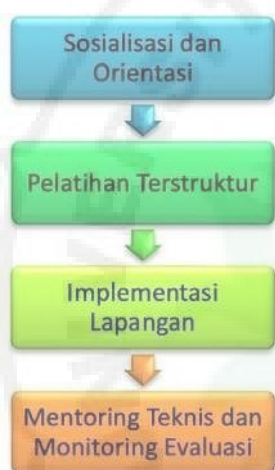 Sosialisasi dan
Orientasi
Pelatihan Terstruktur
Implementasi
Lapangan
Mentoring Teknis dan
Monitoring Evaluasi